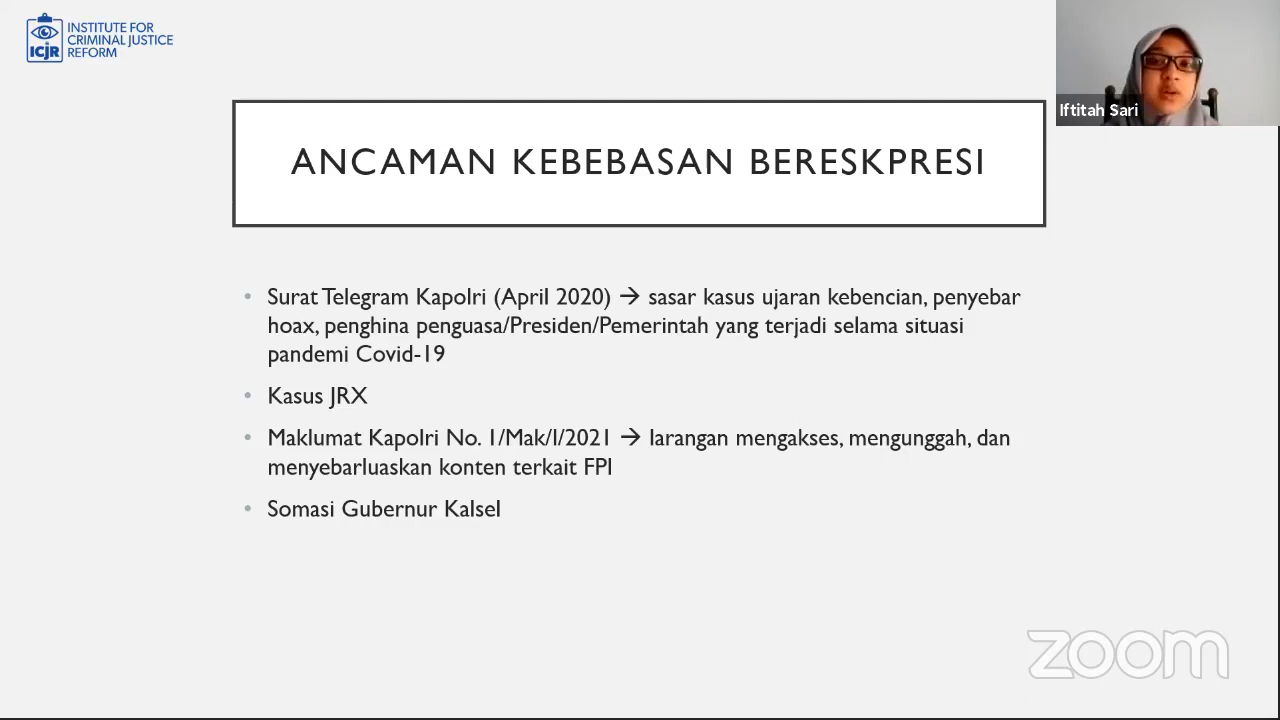 ICJR
INSTITUTE FOR
CRIMINAL JUSTICE
REFORM
Iftitah Sari
ANCAMAN KEBEBASAN BERESKPRESI
• Surat Telegram Kapolri (April 2020) → sasar kasus ujaran kebencian, penyebar
hoax, penghina penguasa/Presiden/Pemerintah yang terjadi selama situasi
pandemi Covid-19
• Kasus JRX
• Maklumat Kapolri No. 1/Mak/I/2021 → larangan mengakses, mengunggah, dan
menyebarluaskan konten terkait FPI
• Somasi Gubernur Kalsel
zoom